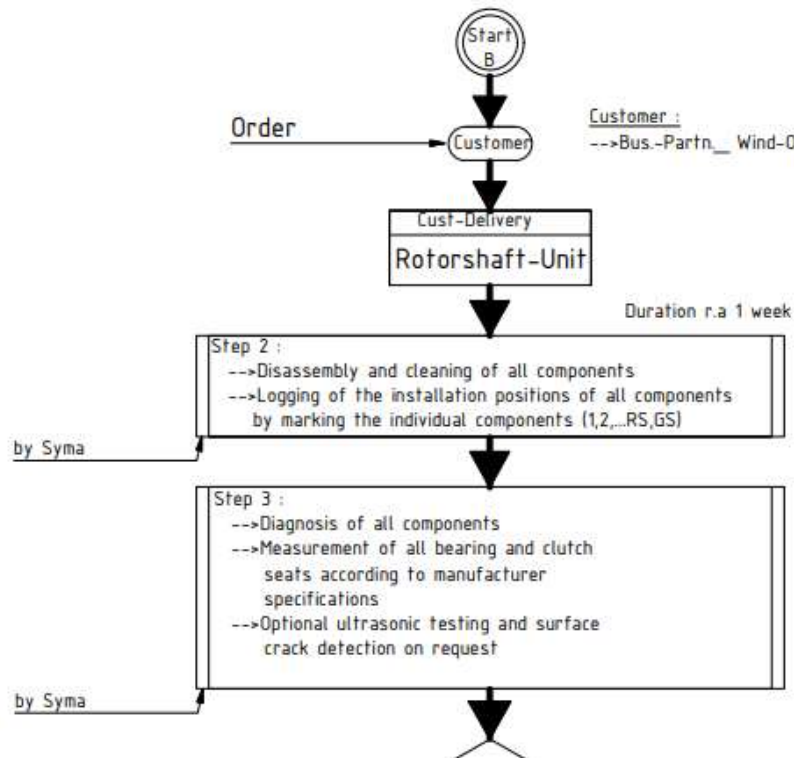 Start
B
Order
Customer
Customer :
-->Bus.-Partn.__ Wind-O
Cust-Delivery
Rotorshaft-Unit
Duration r.a 1 week
Step 2 :
-->Disassembly and cleaning of all components
-->Logging of the installation positions of all components
by marking the individual components (1,2,...RS,GS)
by Syma
Step 3 :
-->Diagnosis of all components
-->Measurement of all bearing and clutch
seats according to manufacturer
specifications
-->Optional ultrasonic testing and surface
crack detection on request
by Syma